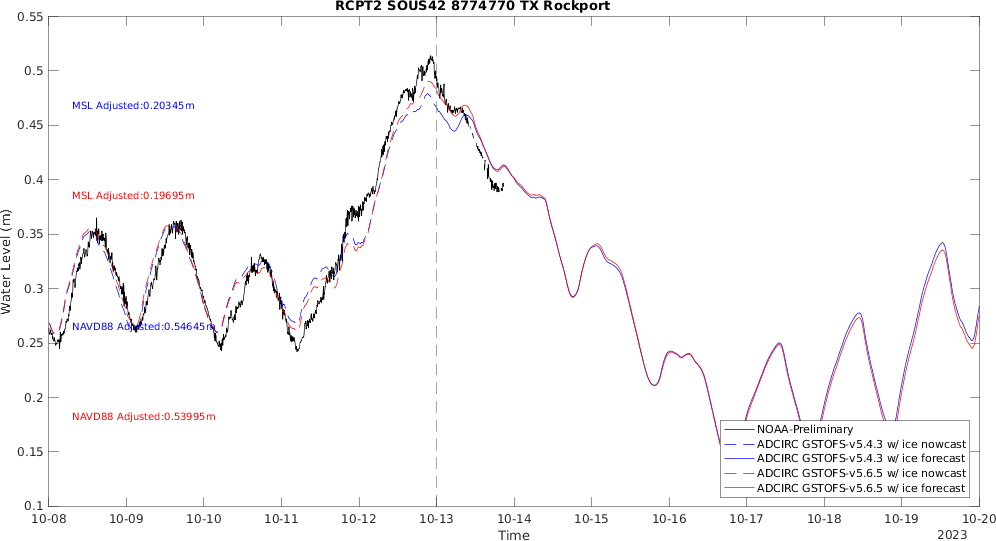 RCPT2 SOUS42 8774770 TX Rockport
0.55
0.5
0.45
0.4
0.35
0.3
0.25
0.2
0.15
0.1
Water Level (m)
MSL Adjusted:0.20345m
MSL Adjusted:0.19695m
NAVD88 Adjusted:0.54645m
NAVD88 Adjusted:0.53995m
NOAA-Preliminary
ADCIRC GSTOFS-v5.4.3 w/ ice nowcast
ADCIRC GSTOFS-v5.4.3 w/ ice forecast
ADCIRC GSTOFS-v5.6.5 w/ ice nowcast
ADCIRC GSTOFS-v5.6.5 w/ ice forecast
10-08 10-09 10-10 10-11 10-12 10-13 10-14 10-15 10-16 10-17 10-18 10-19 10-20
Time
2023